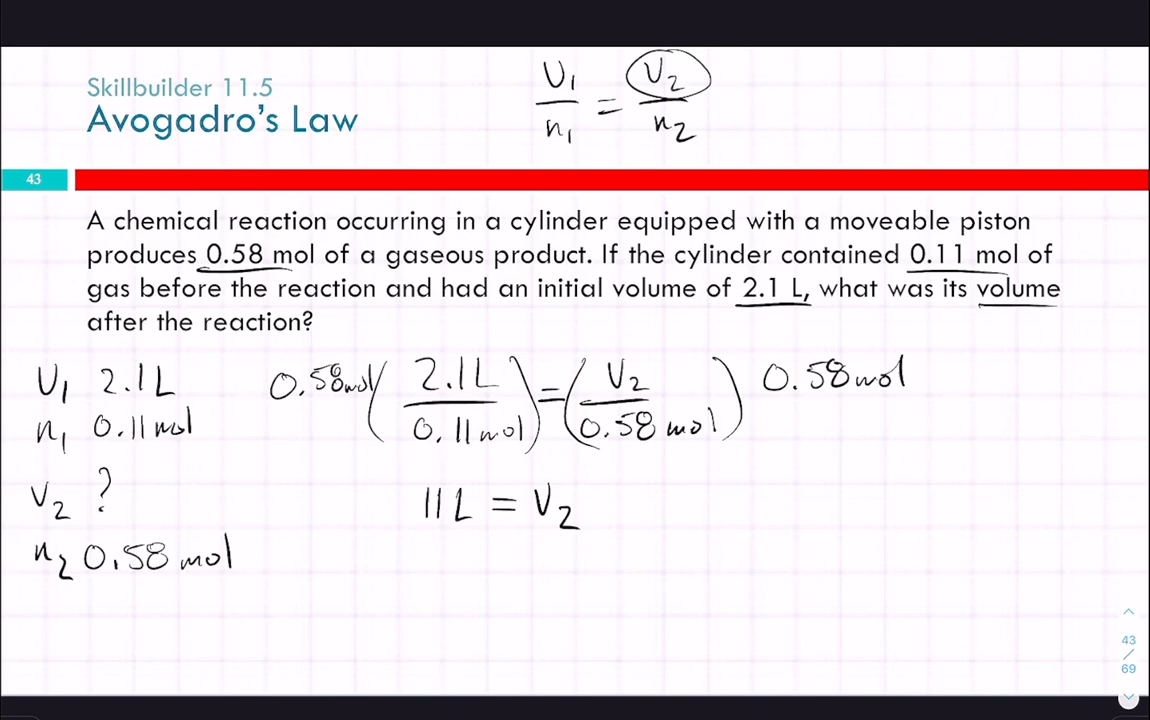 Skillbuilder 11.5
Avogadro's Law
V₁/n₁ = V₂/n₂
43
A chemical reaction occurring in a cylinder equipped with a moveable piston
produces 0.58 mol of a gaseous product. If the cylinder contained 0.11 mol of
gas before the reaction and had an initial volume of 2.1 L, what was its volume
after the reaction?
V₁ 2.1L
n₁ 0.11 mol
V₂ ?
n₂ 0.58 mol
0.58mol (2.1L/0.11mol) = (V₂/0.58 mol) 0.58mol
11L = V₂
43
/
69